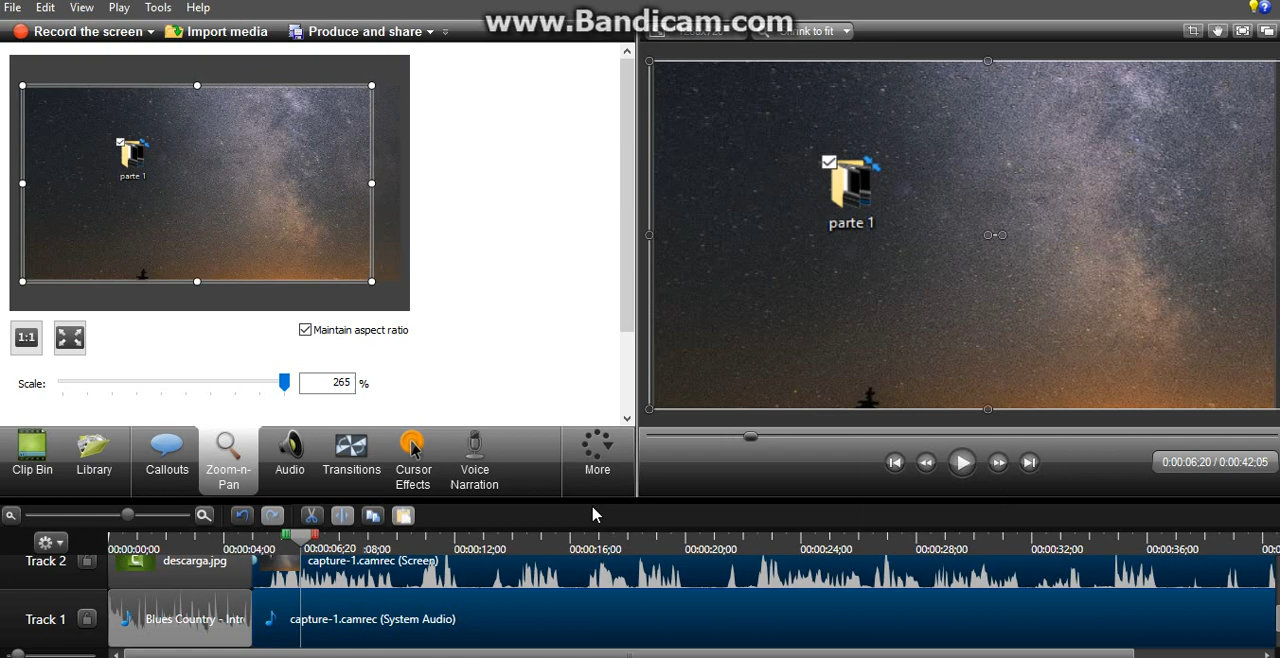 File Edit View Play Tools Help
www.Bandicam.com
Record the screen Import media Produce and share
Shrink to fit
parte 1
parte 1
1:1
Maintain aspect ratio
Scale: 265 %
Clip Bin Library Callouts Zoom-n-Pan Audio Transitions Cursor Effects Voice Narration More
0:00:06;20 / 0:00:42;05
00:00:00;00 00:00:04;00 00:00:06;20 :08;00 00:00:12;00 00:00:16;00 00:00:20;00 00:00:24;00 00:00:28;00 00:00:32;00 00:00:36;00
Track 2 descarga.jpg capture-1.camrec (Screen)
Track 1 Blues Country - Intr capture-1.camrec (System Audio)